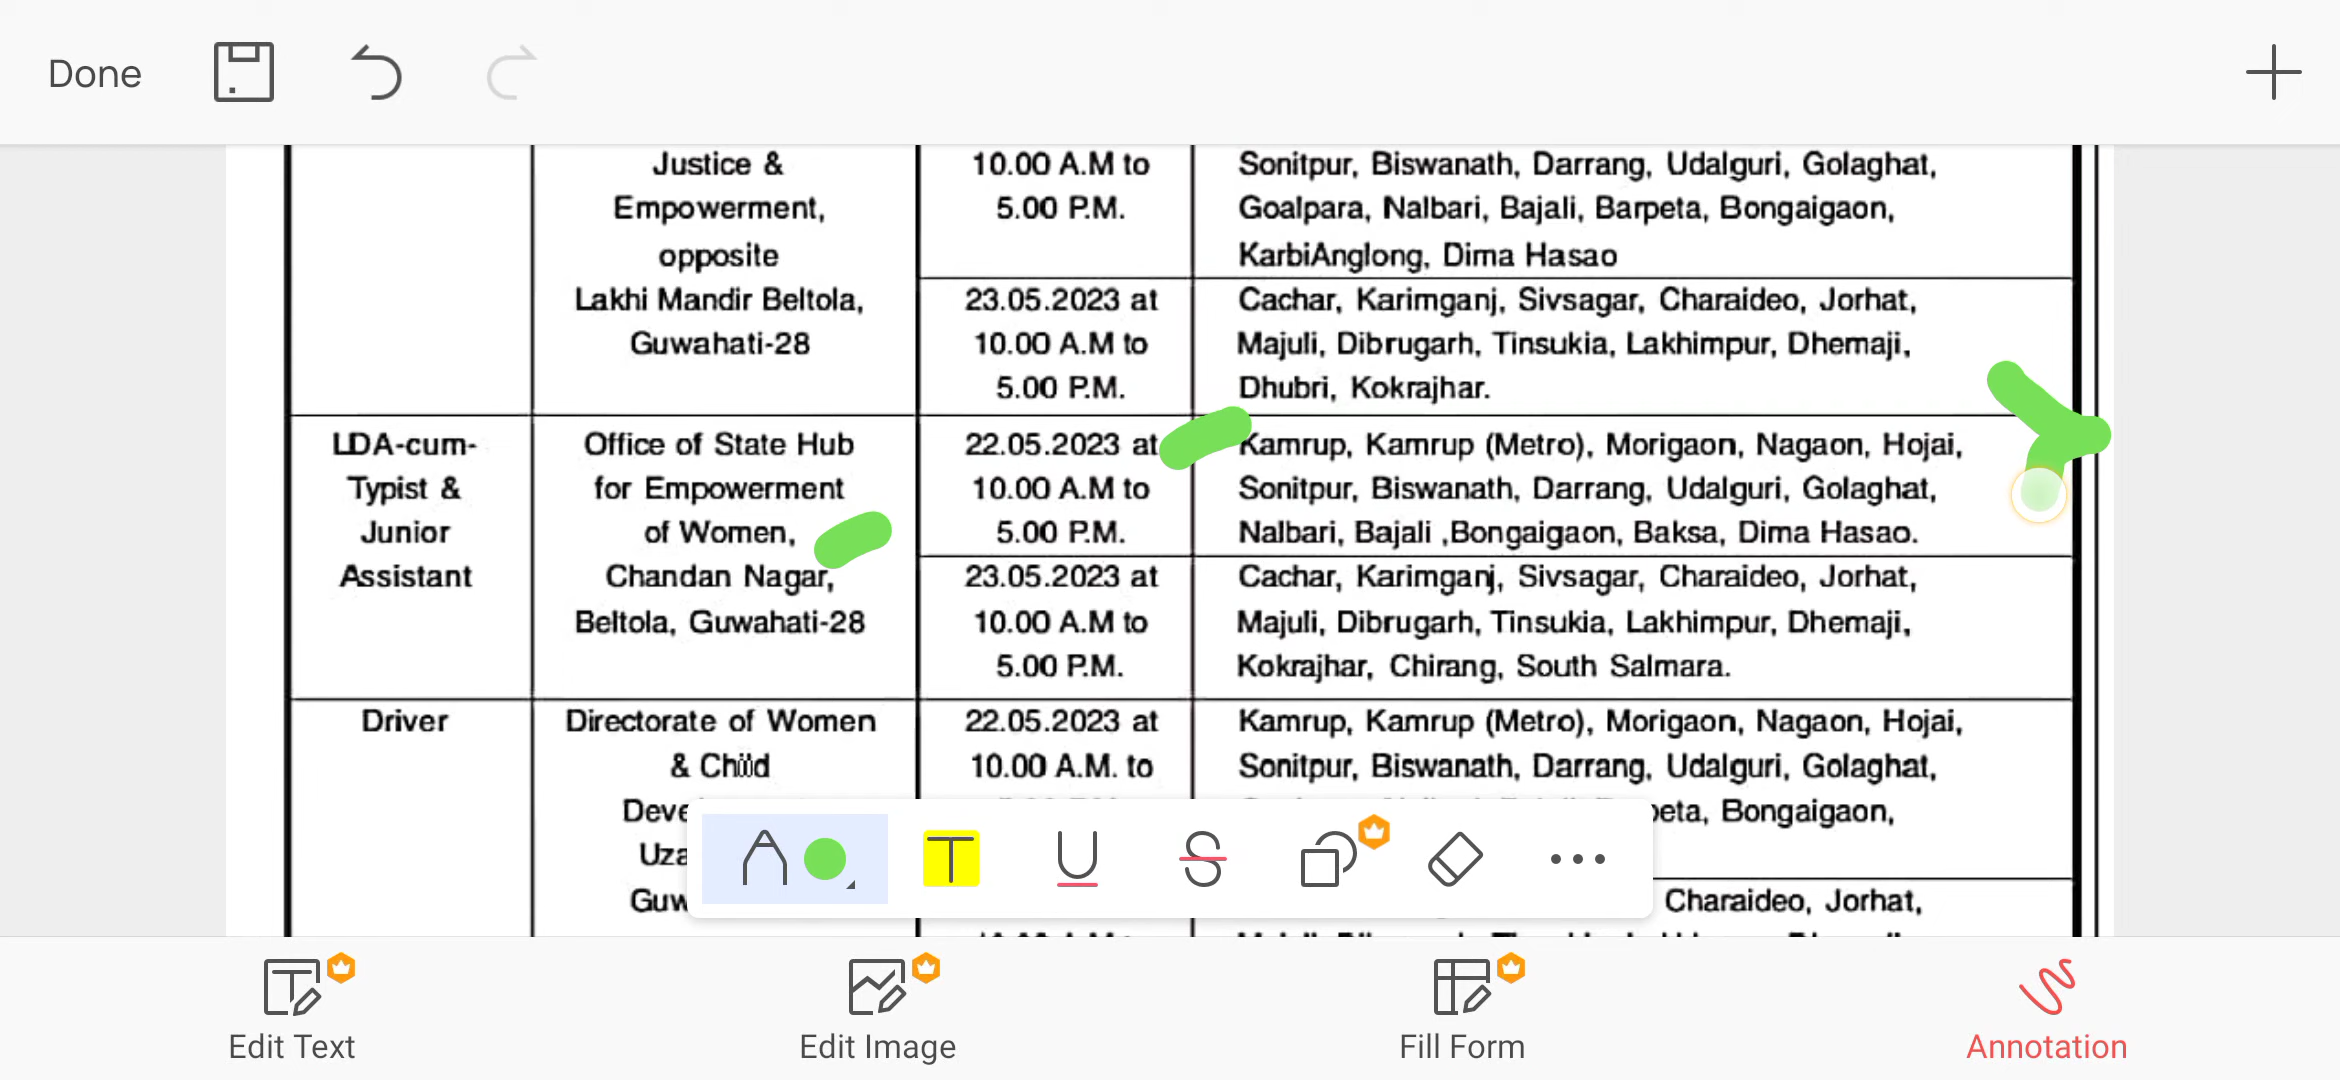 Done
Justice &
Empowerment,
opposite
Lakhi Mandir Beltola,
Guwahati-28
10.00 A.M to
5.00 P.M.
Sonitpur, Biswanath, Darrang, Udalguri, Golaghat,
Goalpara, Nalbari, Bajali, Barpeta, Bongaigaon,
KarbiAnglong, Dima Hasao
23.05.2023 at
10.00 A.M to
5.00 P.M.
Cachar, Karimganj, Sivsagar, Charaideo, Jorhat,
Majuli, Dibrugarh, Tinsukia, Lakhimpur, Dhemaji,
Dhubri, Kokrajhar.
LDA-cum-
Typist &
Junior
Assistant
Office of State Hub
for Empowerment
of Women,
Chandan Nagar,
Beltola, Guwahati-28
22.05.2023 at
10.00 A.M to
5.00 P.M.
Kamrup, Kamrup (Metro), Morigaon, Nagaon, Hojai,
Sonitpur, Biswanath, Darrang, Udalguri, Golaghat,
Nalbari, Bajali ,Bongaigaon, Baksa, Dima Hasao.
23.05.2023 at
10.00 A.M to
5.00 P.M.
Cachar, Karimganj, Sivsagar, Charaideo, Jorhat,
Majuli, Dibrugarh, Tinsukia, Lakhimpur, Dhemaji,
Kokrajhar, Chirang, South Salmara.
Driver
Directorate of Women
& Child
22.05.2023 at
10.00 A.M. to
Kamrup, Kamrup (Metro), Morigaon, Nagaon, Hojai,
Sonitpur, Biswanath, Darrang, Udalguri, Golaghat,
Bongaigaon,
Charaideo, Jorhat,
Edit Text
Edit Image
Fill Form
Annotation